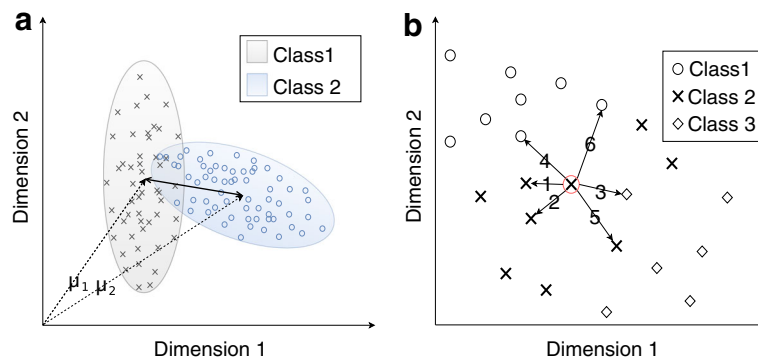 a
Class1
Class 2
Dimension 2
μ1
μ2
Dimension 1
b
Class1
Class 2
Class 3
Dimension 2
6
4
1
3
2
5
Dimension 1